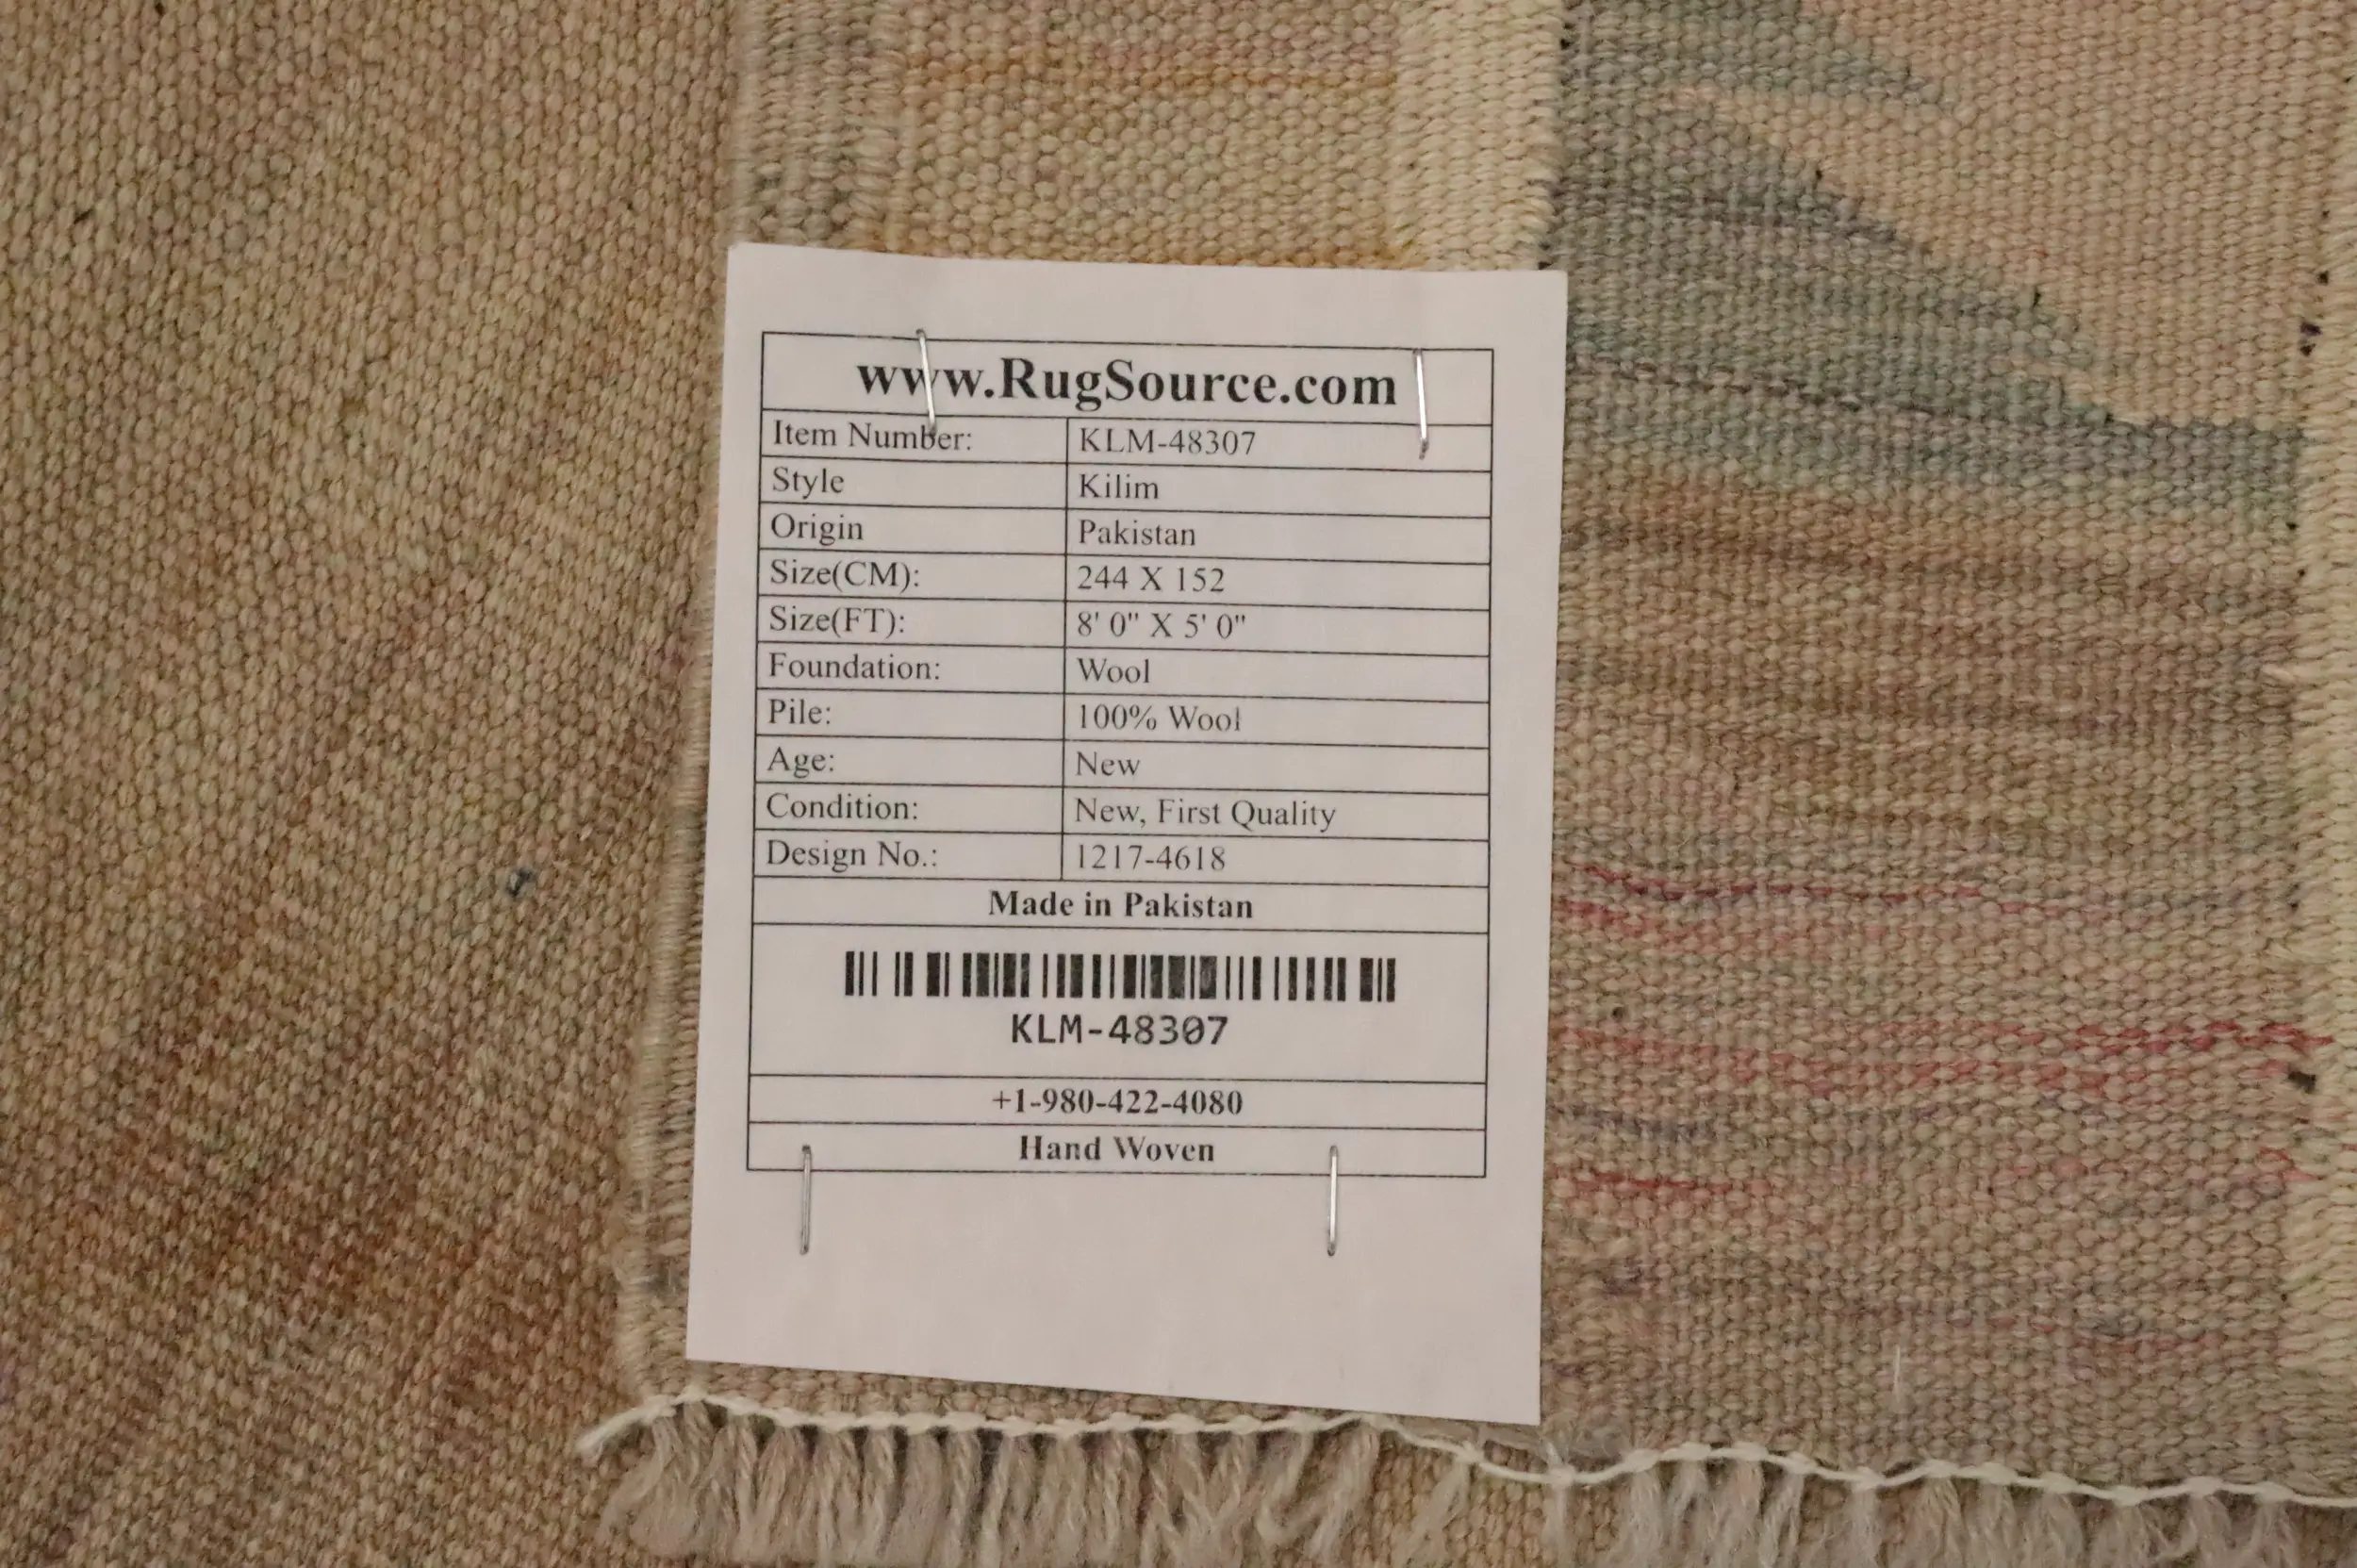 www.RugSource.com
Item Number: KLM-48307
Style Kilim
Origin Pakistan
Size(CM): 244 X 152
Size(FT): 8' 0" X 5' 0"
Foundation: Wool
Pile: 100% Wool
Age: New
Condition: New, First Quality
Design No.: 1217-4618
Made in Pakistan
KLM-48307
+1-980-422-4080
Hand Woven